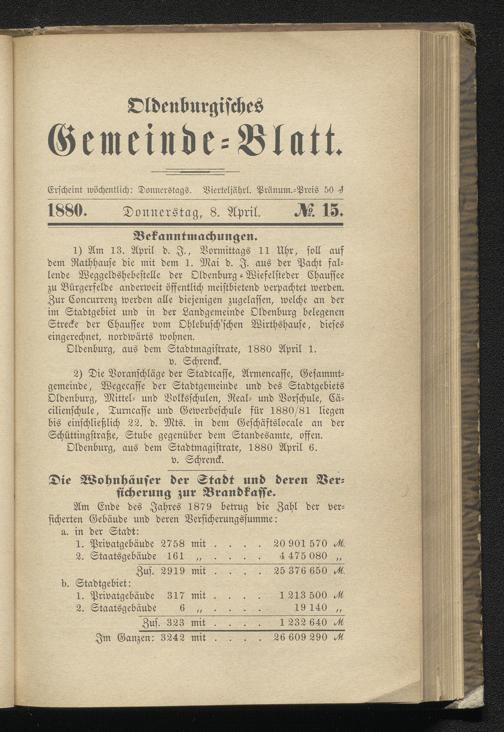 Oldenburgisches
Gemeinde-Blatt.
Erscheint wöchentlich: Donnerstags. Vierteljährl. Pränum.-Preis 50 ₰
1880. Donnerstag, 8. April. №. 15.
Bekanntmachungen.
1) Am 13. April d. J., Vormittags 11 Uhr, soll auf
dem Rathhause die mit dem 1. Mai d. J. aus der Pacht fal-
lende Weggeldshebestelle der Oldenburg-Wiefelsteder Chaussee
zu Bürgerfelde anderweit öffentlich meistbietend verpachtet werden.
Zur Concurrenz werden alle diejenigen zugelassen, welche an der
im Stadtgebiet und in der Landgemeinde Oldenburg belegenen
Strecke der Chaussee vom Ohlebusch'schen Wirthshause, dieses
eingerechnet, nordwärts wohnen.
Oldenburg, aus dem Stadtmagistrate, 1880 April 1.
v. Schrenck.
2) Die Voranschläge der Stadtcasse, Armencasse, Gesammt-
gemeinde, Wegecasse der Stadtgemeinde und des Stadtgebiets
Oldenburg, Mittel- und Volksschulen, Real- und Vorschule, Cä-
cilienschule, Turncasse und Gewerbeschule für 1880/81 liegen
bis einschließlich 22. d. Mts. in dem Geschäftslocale an der
Schüttingstraße, Stube gegenüber dem Standesamte, offen.
Oldenburg, aus dem Stadtmagistrate, 1880 April 6.
v. Schrenck.
Die Wohnhäuser der Stadt und deren Ver-
sicherung zur Brandkasse.
Am Ende des Jahres 1879 betrug die Zahl der ver-
sicherten Gebäude und deren Versicherungssumme:
a. in der Stadt:
1. Privatgebäude 2758 mit . . . . 20 901 570 ℳ
2. Staatsgebäude 161 „ . . . . 4 475 080 „
Zus. 2919 mit . . . . 25 376 650 ℳ
b. Stadtgebiet:
1. Privatgebäude 317 mit . . . . 1 213 500 ℳ
2. Staatsgebäude 6 „ . . . . 19 140 „
Zus. 323 mit . . . . 1 232 640 ℳ
Im Ganzen: 3242 mit . . . . 26 609 290 ℳ